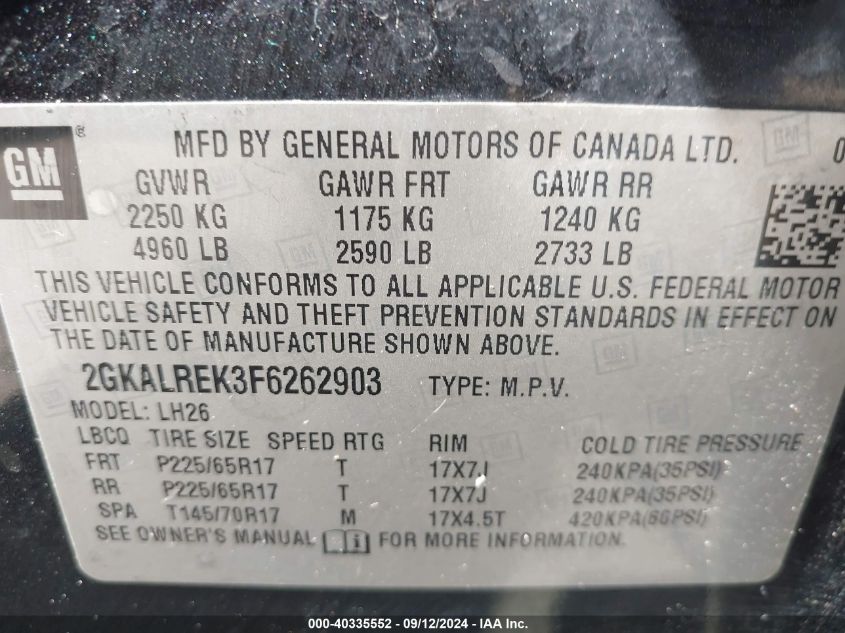 GM ®
MFD BY GENERAL MOTORS OF CANADA LTD. 0
GVWR GAWR FRT GAWR RR
2250 KG 1175 KG 1240 KG
4960 LB 2590 LB 2733 LB
THIS VEHICLE CONFORMS TO ALL APPLICABLE U.S. FEDERAL MOTOR
VEHICLE SAFETY AND THEFT PREVENTION STANDARDS IN EFFECT ON
THE DATE OF MANUFACTURE SHOWN ABOVE.
2GKALREK3F6262903 TYPE: M.P.V.
MODEL: LH26
LBCQ TIRE SIZE SPEED RTG RIM COLD TIRE PRESSURE
FRT P225/65R17 T 17X7J 240KPA(35PSI)
RR P225/65R17 T 17X7J 240KPA(35PSI)
SPA T145/70R17 M 17X4.5T 420KPA(60PSI)
SEE OWNER'S MANUAL i FOR MORE INFORMATION.
000-40335552 - 09/12/2024 - IAA Inc.